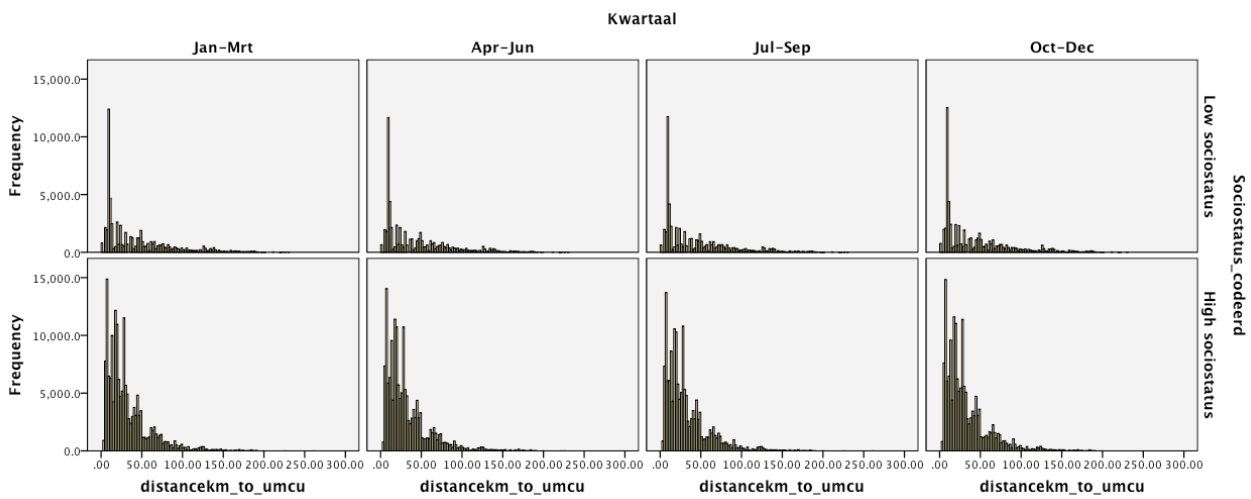 Kwartaal
Jan-Mrt Apr-Jun Jul-Sep Oct-Dec
15,000.0
10,000.0
5,000.0
0.0
Frequency
Low sociostatus
15,000.0
10,000.0
5,000.0
0.0
Frequency
High sociostatus
Sociostatus_codeerd
.00 50.00 100.00 150.00 200.00 250.00 300.00 .00 50.00 100.00 150.00 200.00 250.00 300.00 .00 50.00 100.00 150.00 200.00 250.00 300.00 .00 50.00 100.00 150.00 200.00 250.00 300.00
distancekm_to_umcu distancekm_to_umcu distancekm_to_umcu distancekm_to_umcu